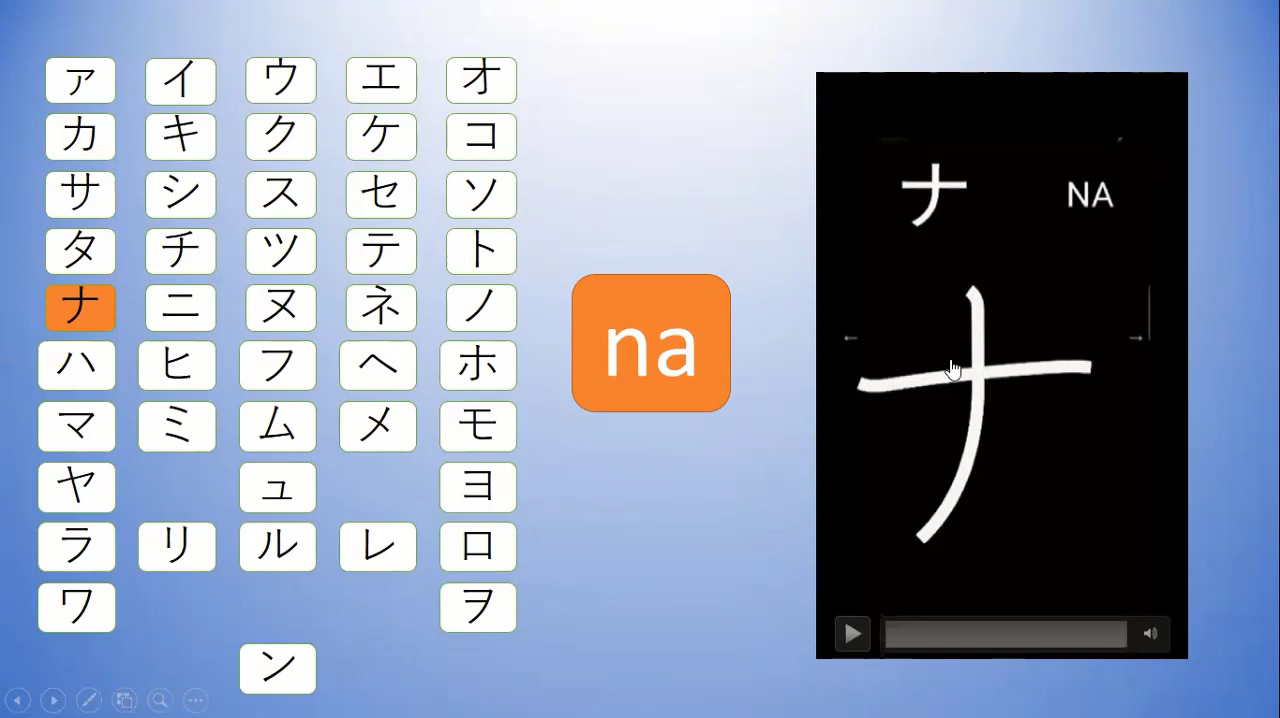 ァ イ ウ エ オ
カ キ ク ケ コ
サ シ ス セ ソ
タ チ ツ テ ト
ナ ニ ヌ ネ ノ
ハ ヒ フ ヘ ホ
マ ミ ム メ モ
ヤ ュ ヨ
ラ リ ル レ ロ
ワ ヲ
ン
na
ナ NA
ナ